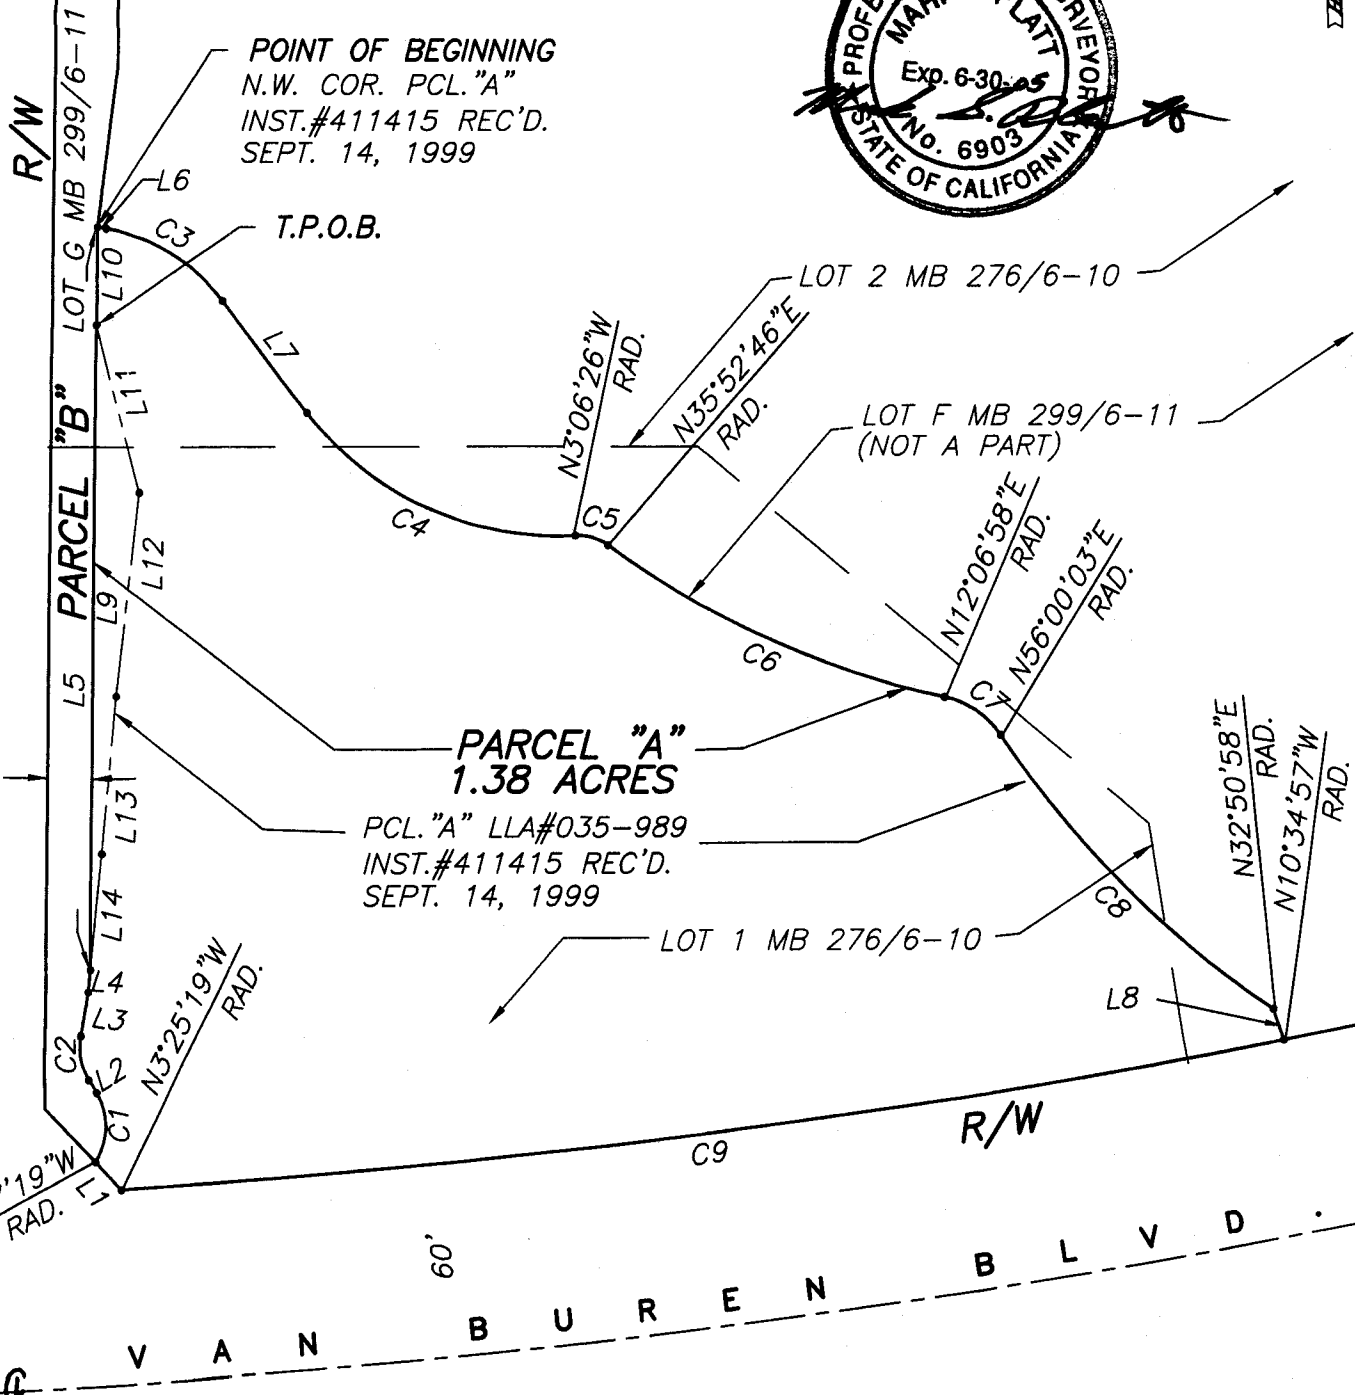 POINT OF BEGINNING
N.W. COR. PCL."A"
INST.#411415 REC'D.
SEPT. 14, 1999
R/W
LOT G MB 299/6-11
L6
C3
T.P.O.B.
L10
L7
L11
Exp. 6-30-05
No. 6903
STATE OF CALIFORNIA
LOT 2 MB 276/6-10
N3°06'26"W
RAD.
N35°52'46"E
RAD.
LOT F MB 299/6-11
(NOT A PART)
PARCEL "B"
C4
C5
L12
L9
L5
C6
N12°06'58"E
RAD.
N56°00'03"E
RAD.
C7
PARCEL "A"
1.38 ACRES
PCL."A" LLA#035-989
INST.#411415 REC'D.
SEPT. 14, 1999
L13
L14
N32°50'58"E
RAD.
N10°34'57"W
RAD.
C8
LOT 1 MB 276/6-10
L8
L4
L3
C2
L2
C1
N3°25'19"W
RAD.
'19"W
RAD.
L1
C9
R/W
60'
VAN BUREN BLVD.